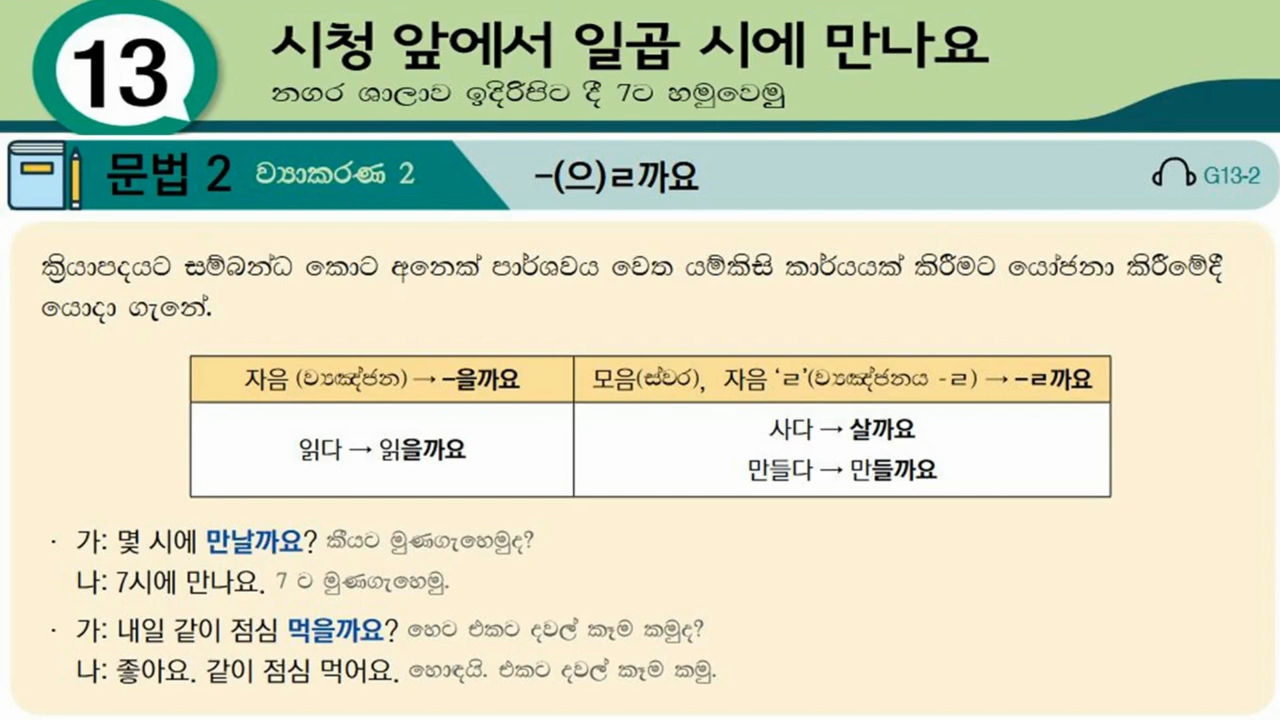 13
시청 앞에서 일곱 시에 만나요
නගර ශාලාව ඉදිරිපිට දී 7ට හමුවෙමු
문법 2 ව්‍යාකරණ 2
-(으)ㄹ까요
G13-2
ක්‍රියාපදයට සම්බන්ධ කොට අනෙක් පාර්ශවය වෙත යම්කිසි කාර්යයක් කිරීමට යෝජනා කිරීමේදී
යොදා ගැනේ.
자음 (ව්‍යඤ්ජන) → -을까요
모음(ස්වර), 자음 ‘ㄹ’(ව්‍යඤ්ජනය -ㄹ) → -ㄹ까요
읽다 → 읽을까요
사다 → 살까요
만들다 → 만들까요
· 가: 몇 시에 만날까요? කීයට මුණගැහෙමුද?
나: 7시에 만나요. 7 ට මුණගැහෙමු.
· 가: 내일 같이 점심 먹을까요? හෙට එකට දවල් කෑම කමුද?
나: 좋아요. 같이 점심 먹어요. හොඳයි. එකට දවල් කෑම කමු.